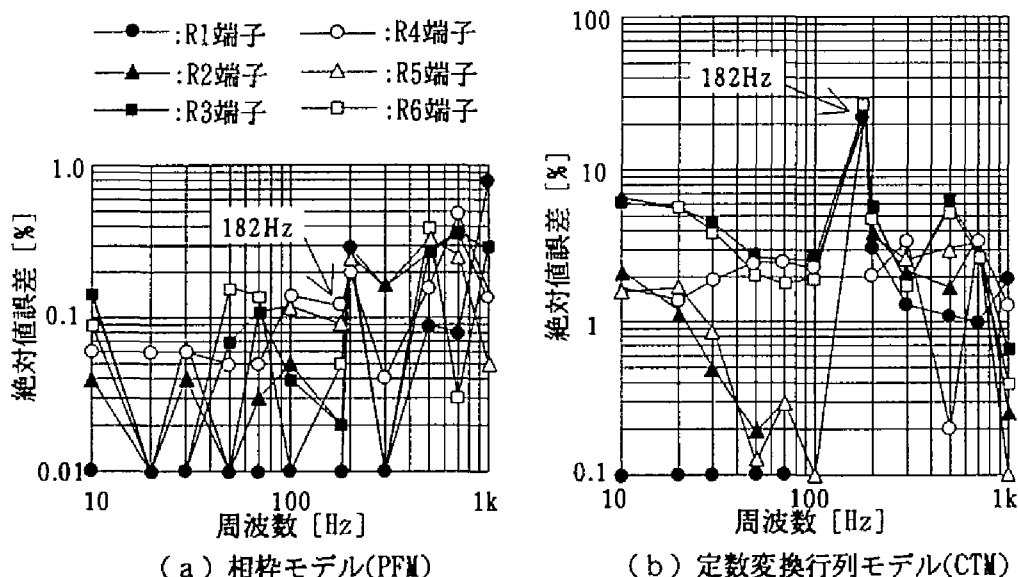 :R1端子 :R4端子
:R2端子 :R5端子
:R3端子 :R6端子
絶対値誤差 [%]
1.0
0.1
0.01
182Hz
10 100 1k
周波数 [Hz]
(a) 相枠モデル(PFM)
絶対値誤差 [%]
100
10
1
0.1
182Hz
10 100 1k
周波数 [Hz]
(b) 定数変換行列モデル(CTM)